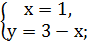 x = 1,
y = 3 − x;